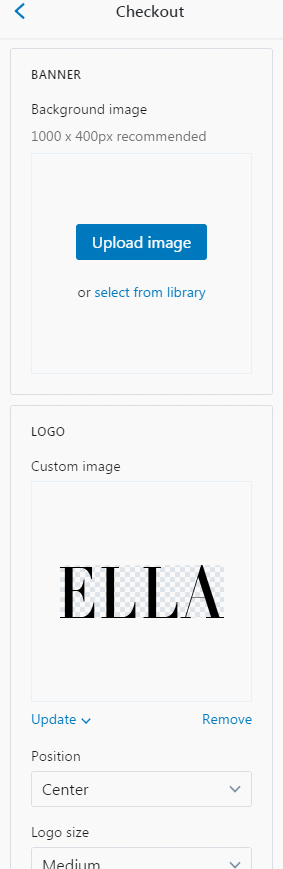 Checkout
BANNER
Background image
1000 x 400px recommended
Upload image
or select from library
LOGO
Custom image
ELLA
Update
Remove
Position
Center
Logo size
Medium